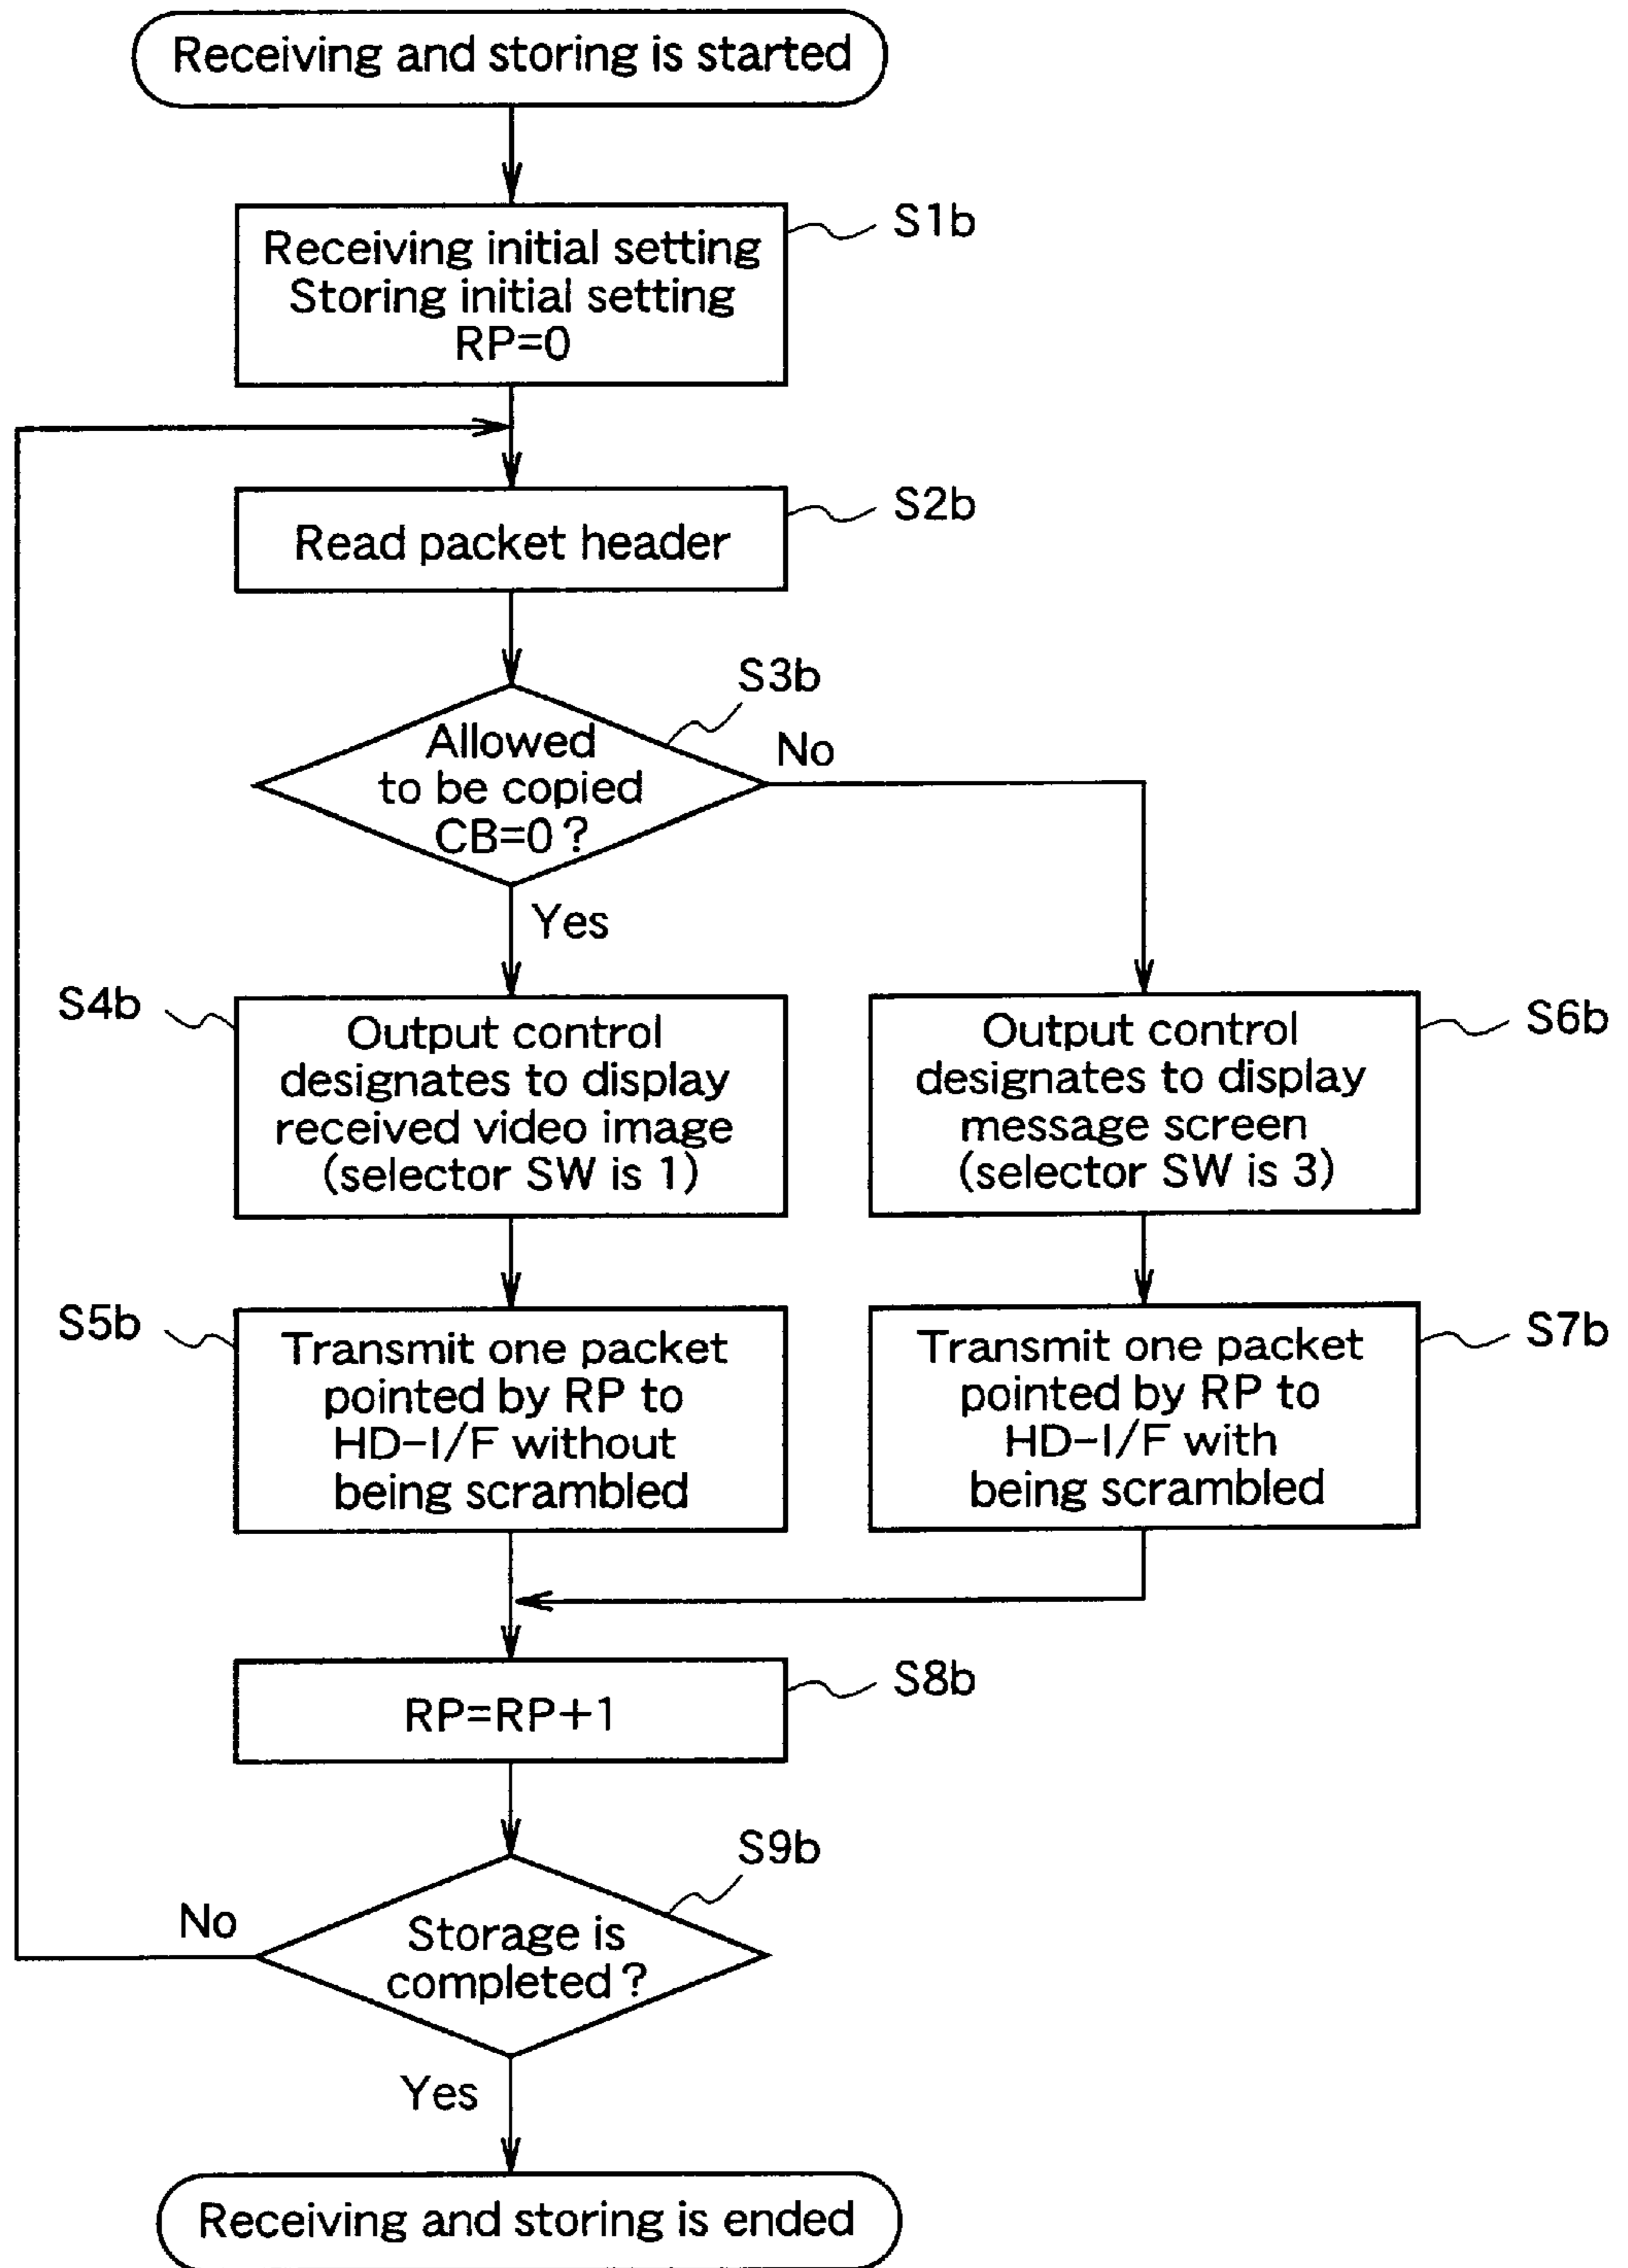 Receiving and storing is started
S1b
Receiving initial setting
Storing initial setting
RP=0
S2b
Read packet header
S3b
Allowed
to be copied
CB=0?
No
Yes
S4b
Output control
designates to display
received video image
(selector SW is 1)
S6b
Output control
designates to display
message screen
(selector SW is 3)
S5b
Transmit one packet
pointed by RP to
HD-I/F without
being scrambled
S7b
Transmit one packet
pointed by RP to
HD-I/F with
being scrambled
S8b
RP=RP+1
S9b
No
Storage is
completed?
Yes
Receiving and storing is ended